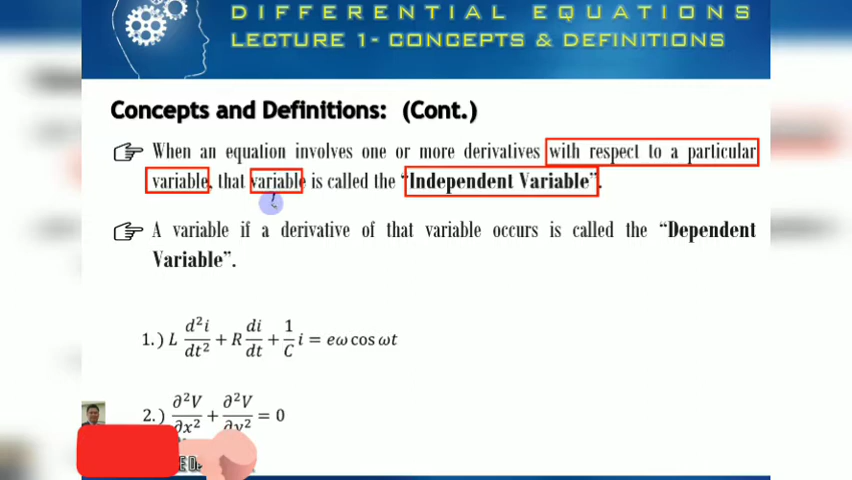 DIFFERENTIAL EQUATIONS
LECTURE 1- CONCEPTS & DEFINITIONS
Concepts and Definitions: (Cont.)
When an equation involves one or more derivatives with respect to a particular
variable, that variable is called the "Independent Variable".
A variable if a derivative of that variable occurs is called the "Dependent
Variable".
1.) L d²i/dt² + R di/dt + 1/C i = eω cos ωt
2.) ∂²V/∂x² + ∂²V/∂y² = 0